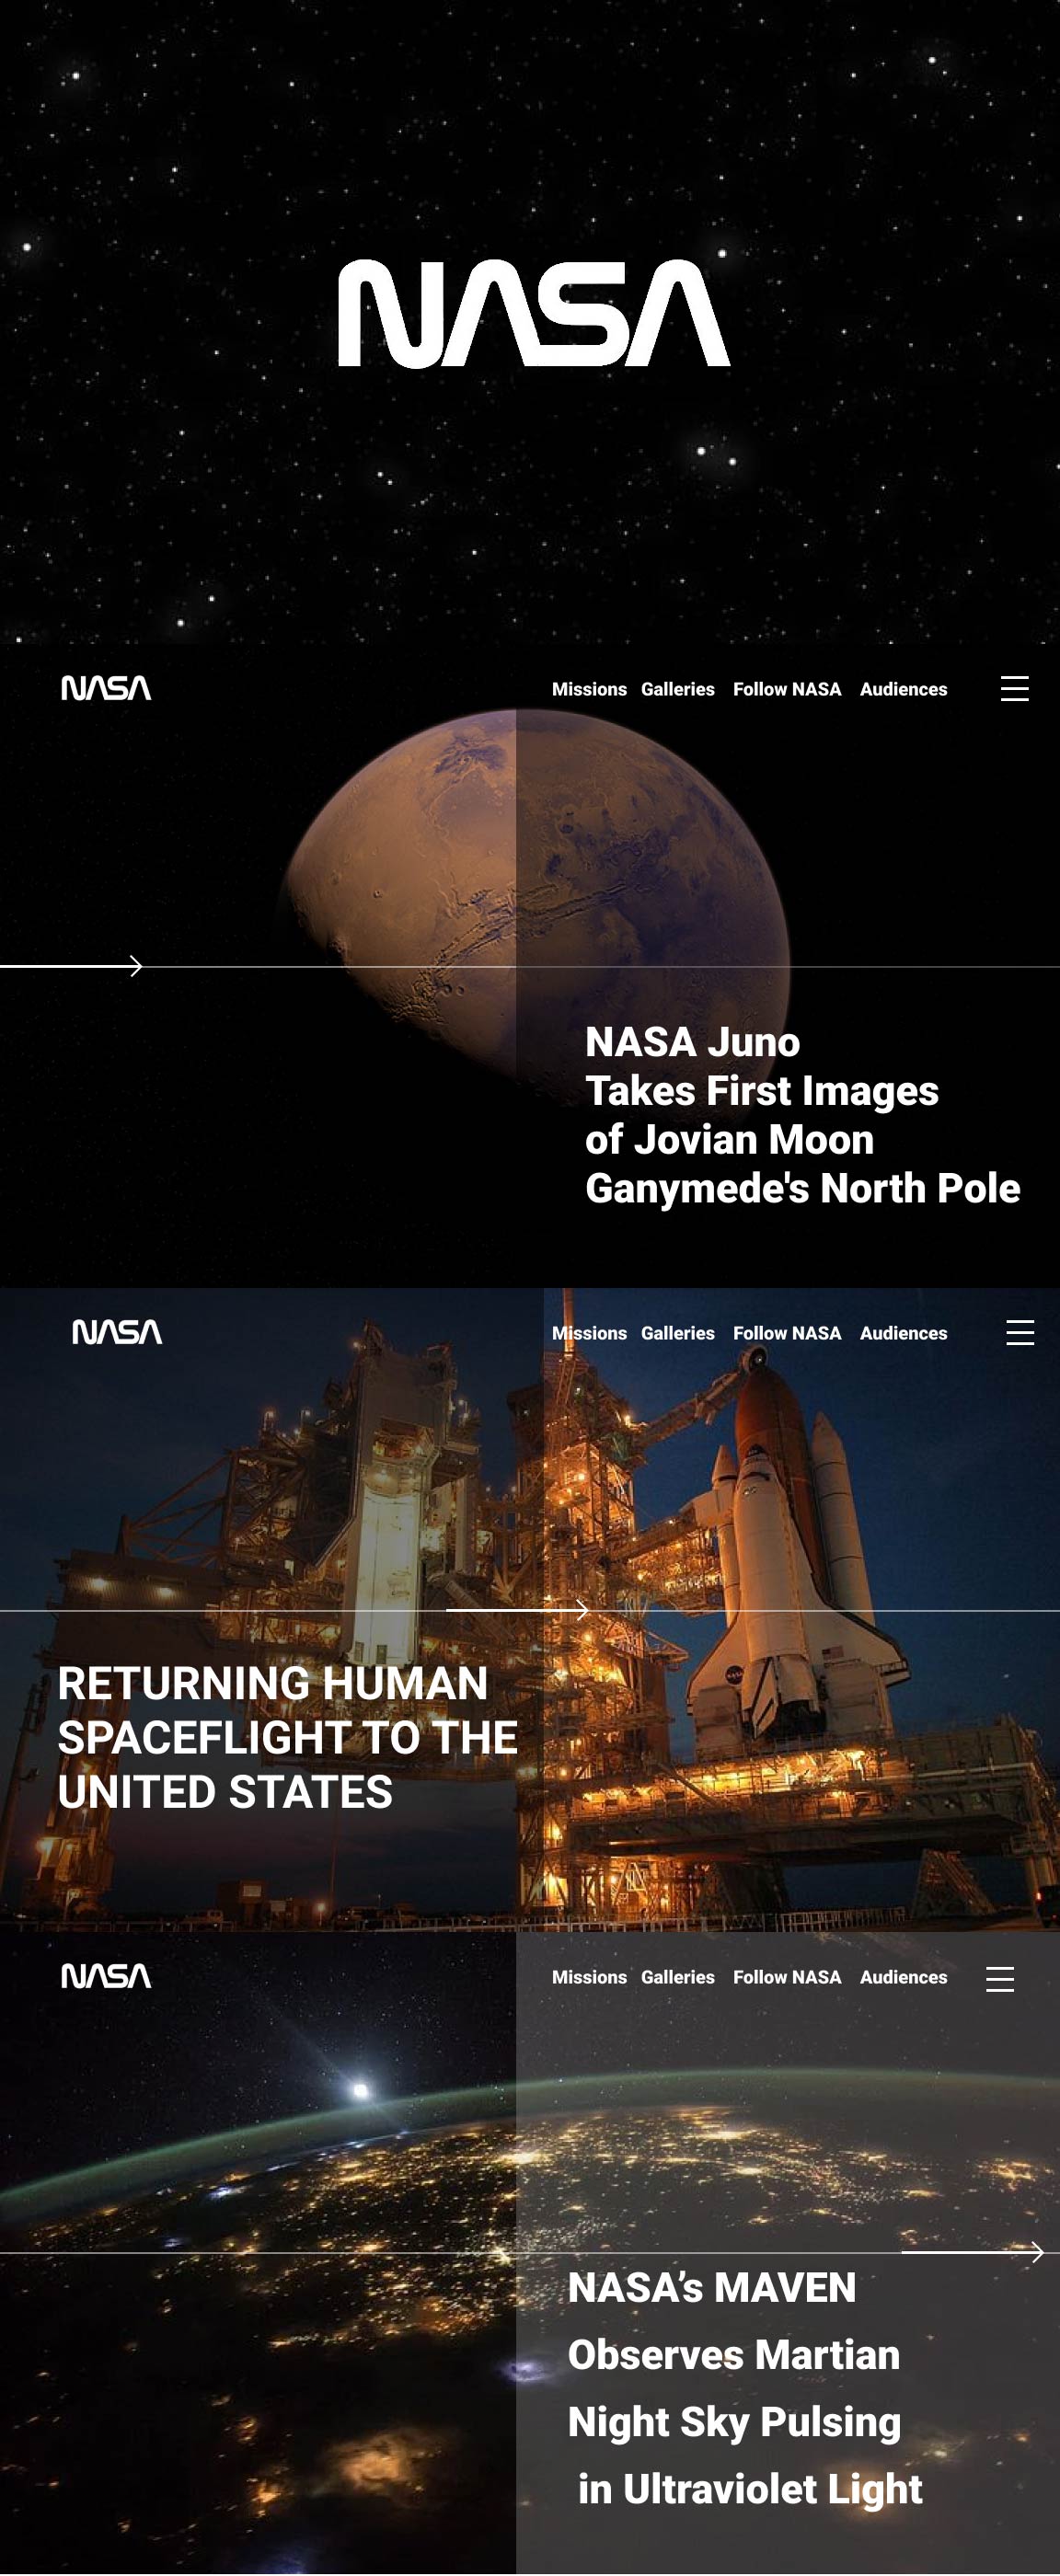 NASA
NASA
Missions Galleries Follow NASA Audiences
NASA Juno
Takes First Images
of Jovian Moon
Ganymede's North Pole
NASA
Missions Galleries Follow NASA Audiences
RETURNING HUMAN
SPACEFLIGHT TO THE
UNITED STATES
NASA
Missions Galleries Follow NASA Audiences
NASA’s MAVEN
Observes Martian
Night Sky Pulsing
in Ultraviolet Light